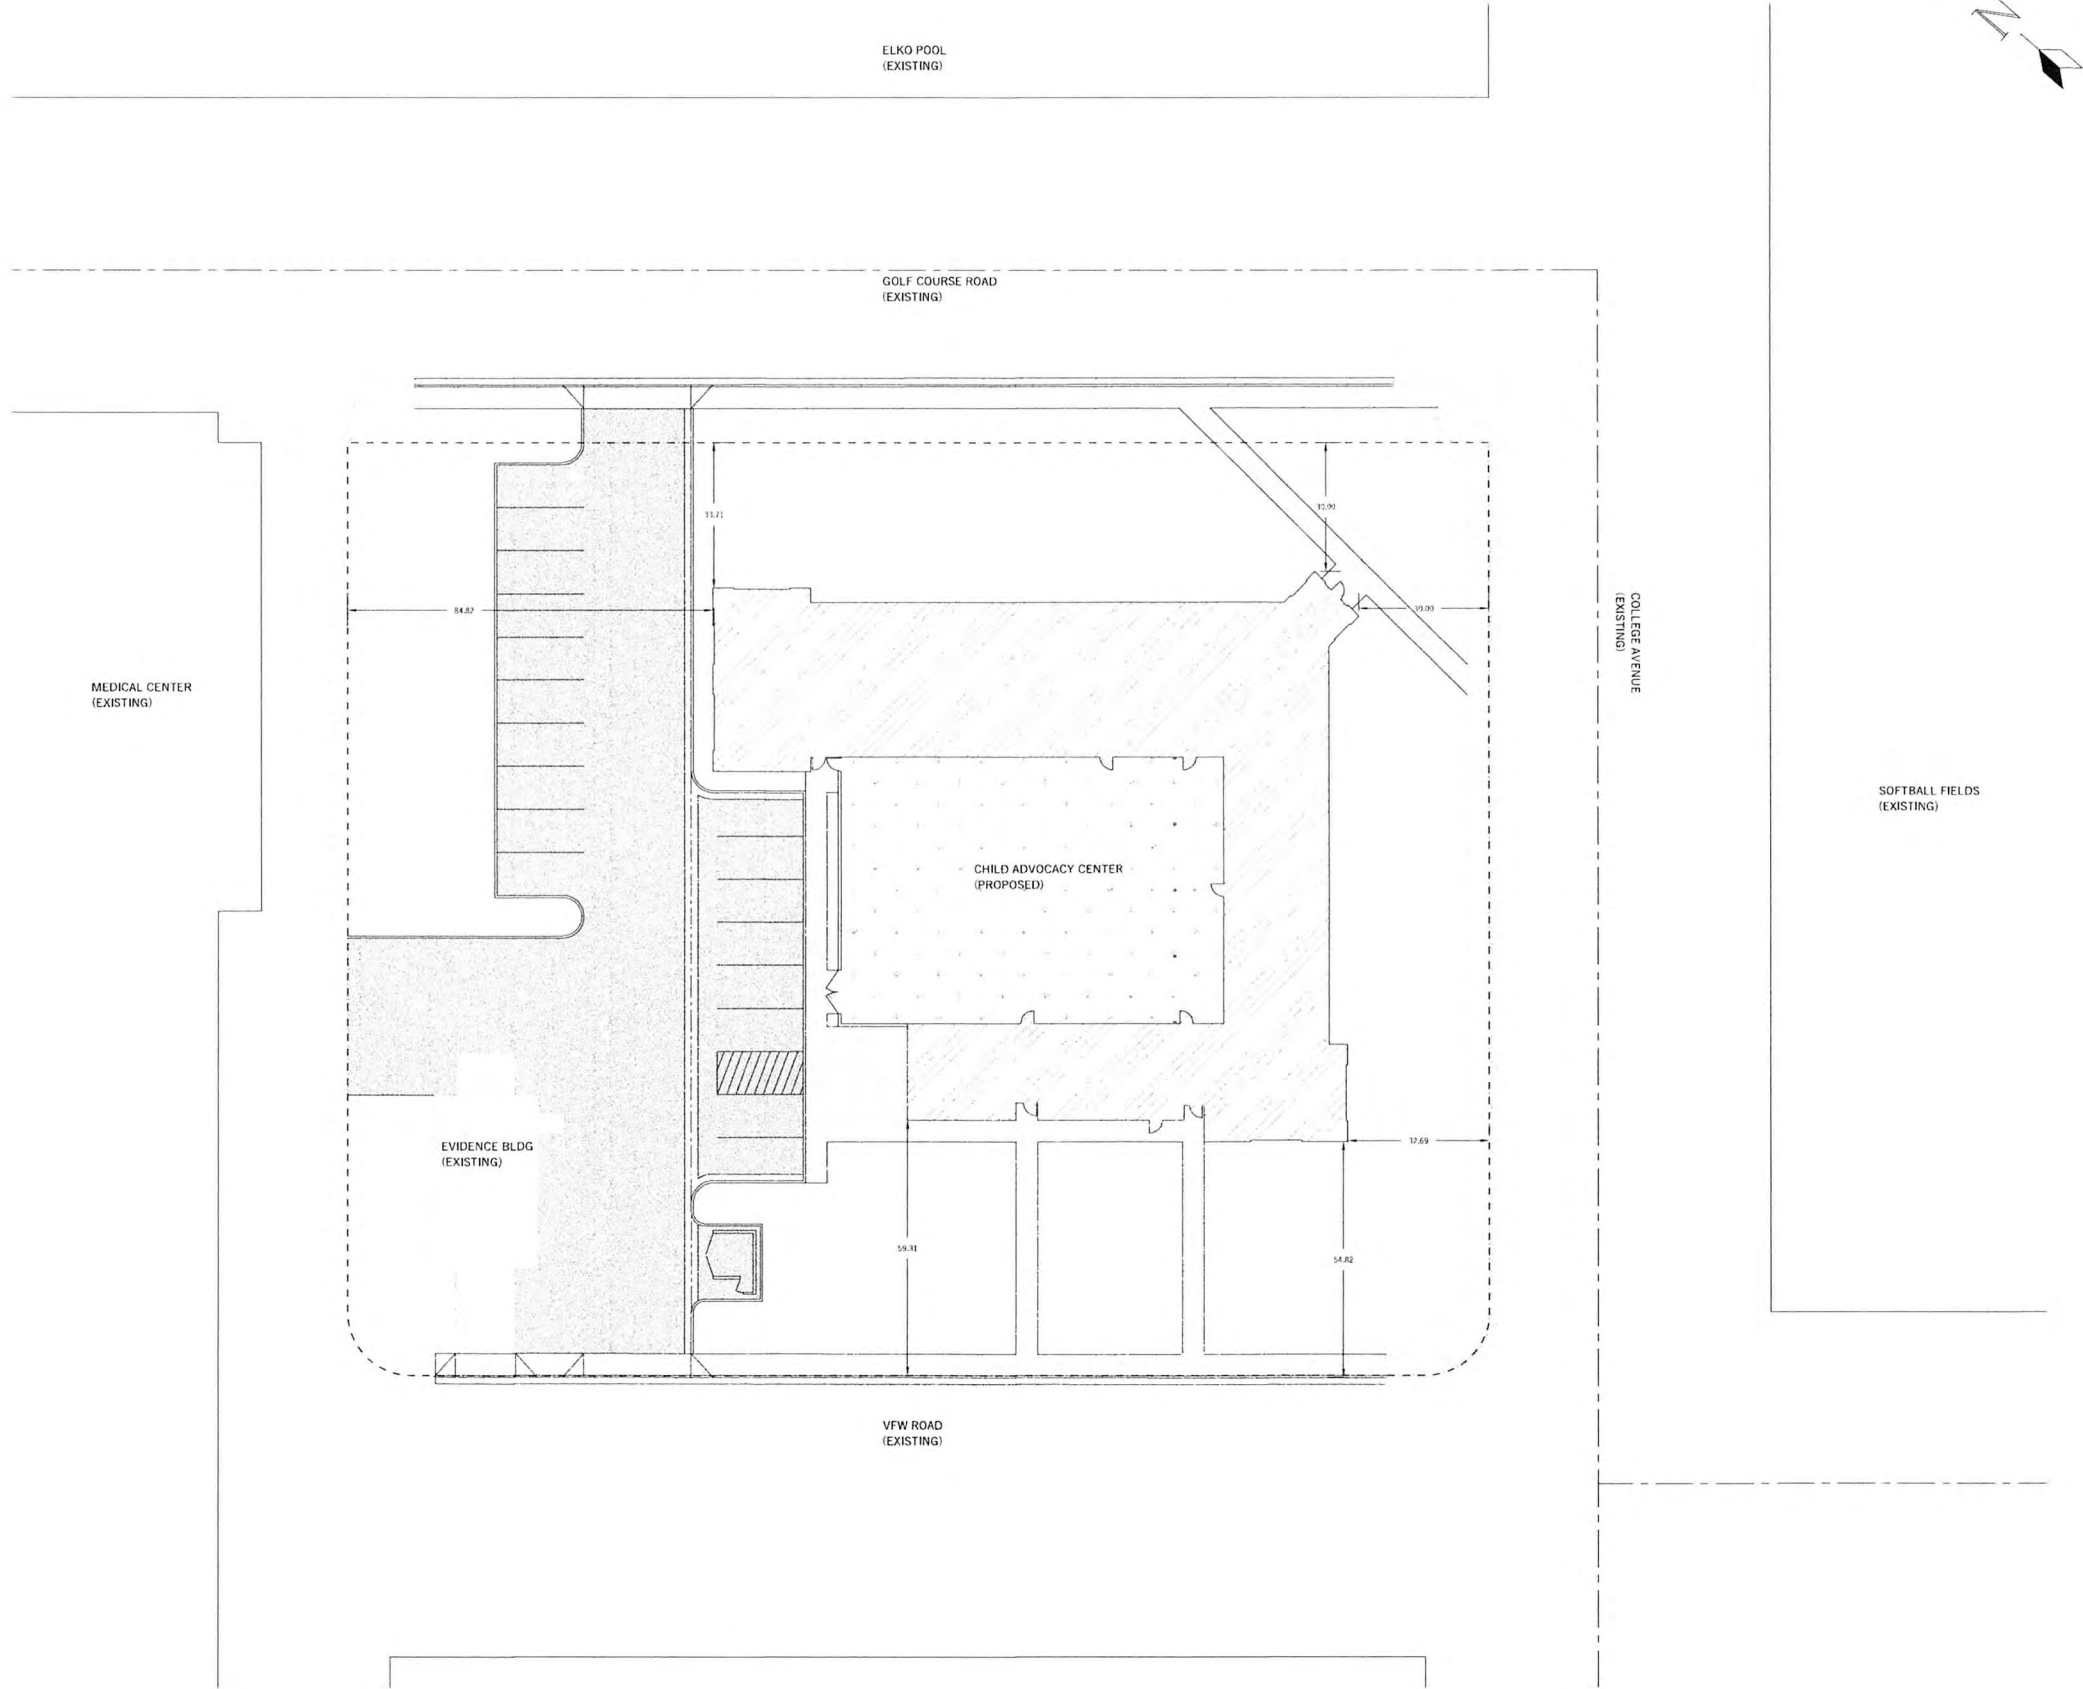 N
ELKO POOL
(EXISTING)
GOLF COURSE ROAD
(EXISTING)
33.71
30.00
84.82
30.00
COLLEGE AVENUE
(EXISTING)
MEDICAL CENTER
(EXISTING)
SOFTBALL FIELDS
(EXISTING)
CHILD ADVOCACY CENTER
(PROPOSED)
EVIDENCE BLDG
(EXISTING)
32.69
59.31
54.82
VFW ROAD
(EXISTING)